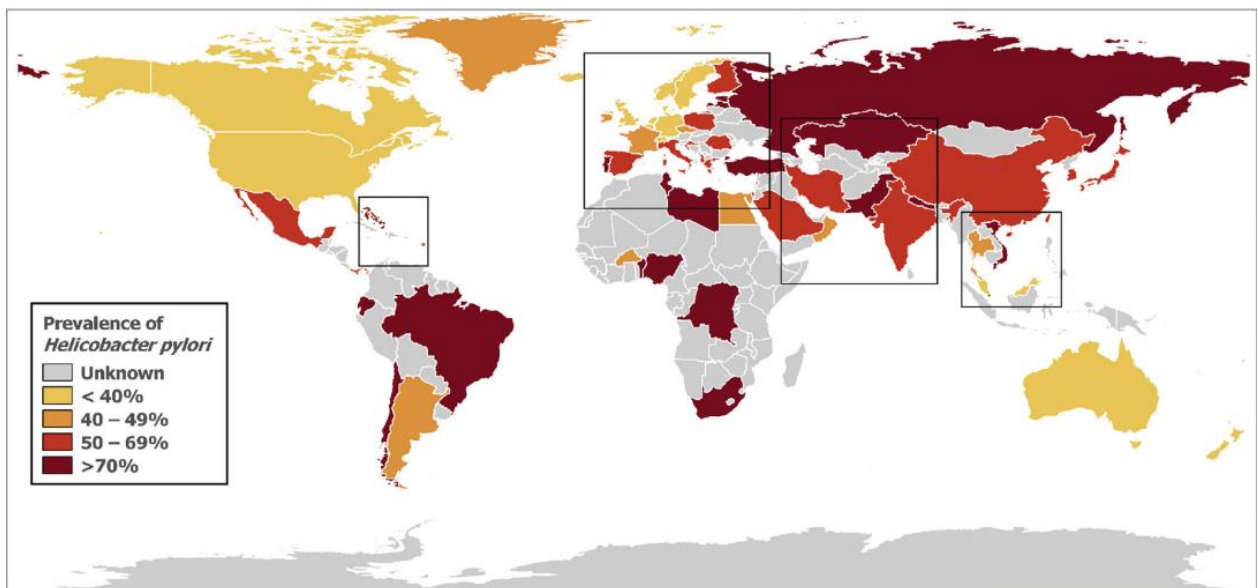 Prevalence of
Helicobacter pylori
Unknown
< 40%
40 – 49%
50 – 69%
>70%